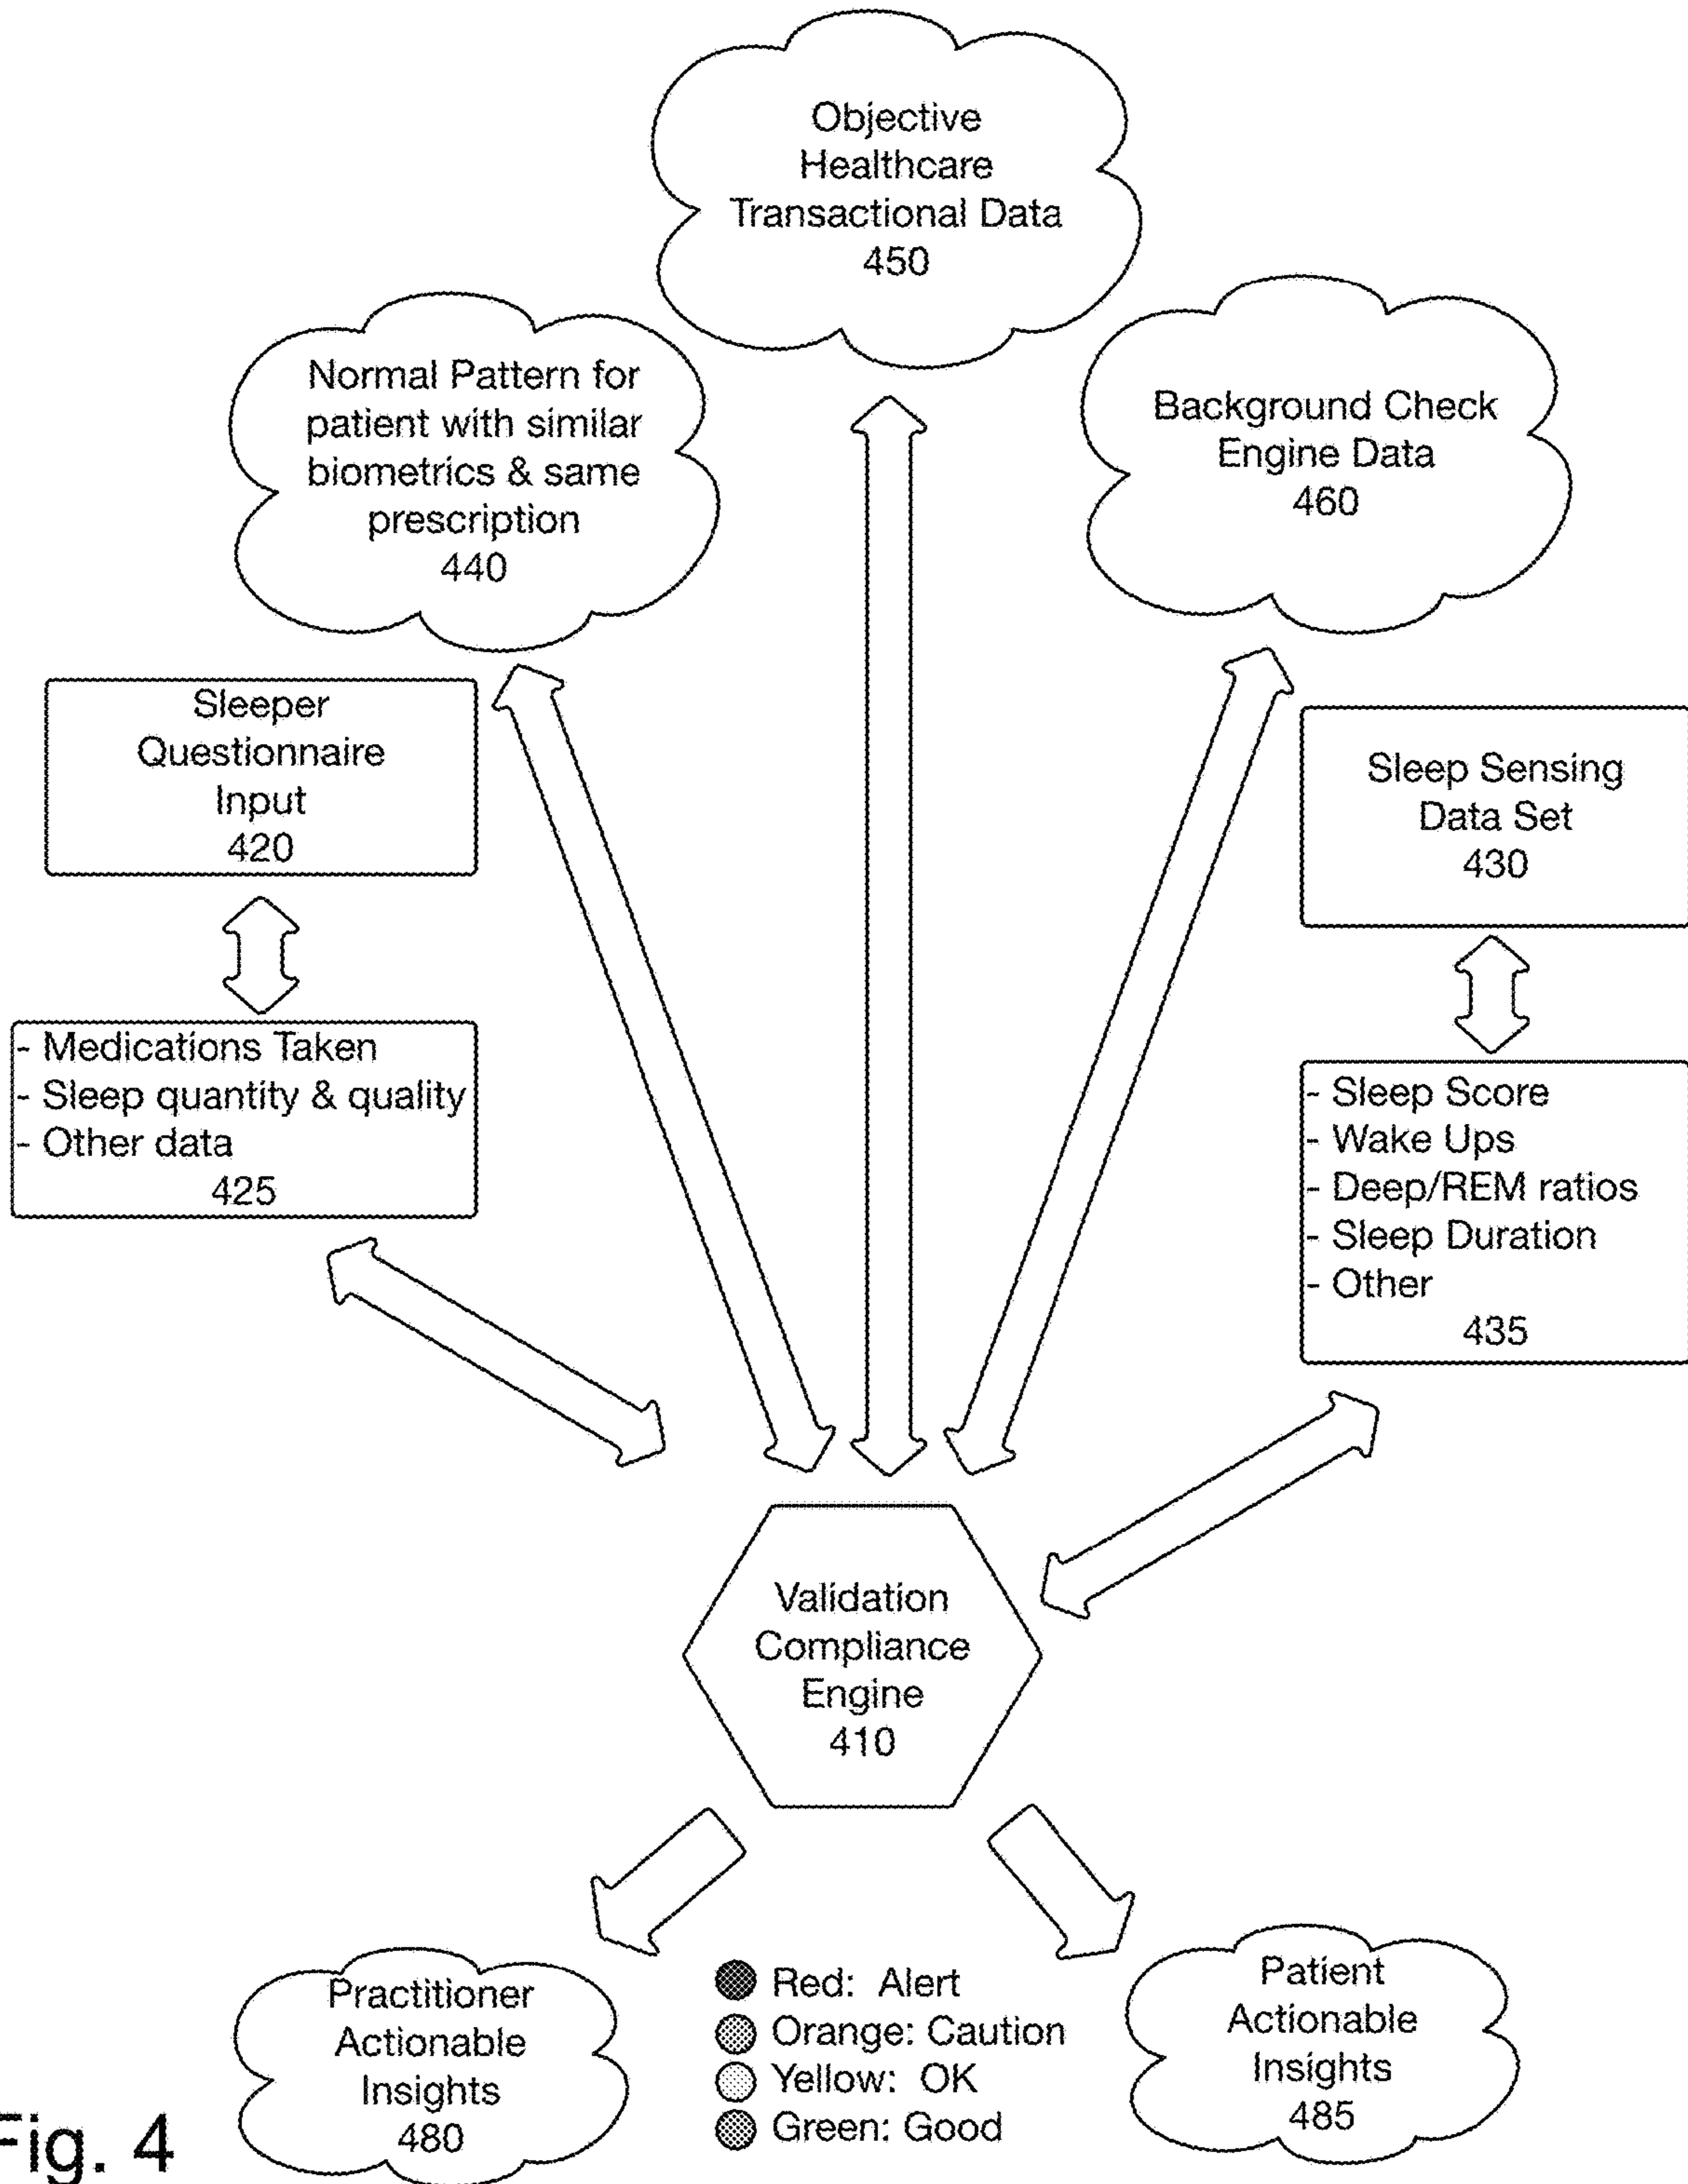 Objective
Healthcare
Transactional Data
450
Normal Pattern for
patient with similar
biometrics & same
prescription
440
Background Check
Engine Data
460
Sleeper
Questionnaire
Input
420
Sleep Sensing
Data Set
430
- Medications Taken
- Sleep quantity & quality
- Other data
425
- Sleep Score
- Wake Ups
- Deep/REM ratios
- Sleep Duration
- Other
435
Validation
Compliance
Engine
410
Practitioner
Actionable
Insights
480
Red: Alert
Orange: Caution
Yellow: OK
Green: Good
Patient
Actionable
Insights
485
Fig. 4